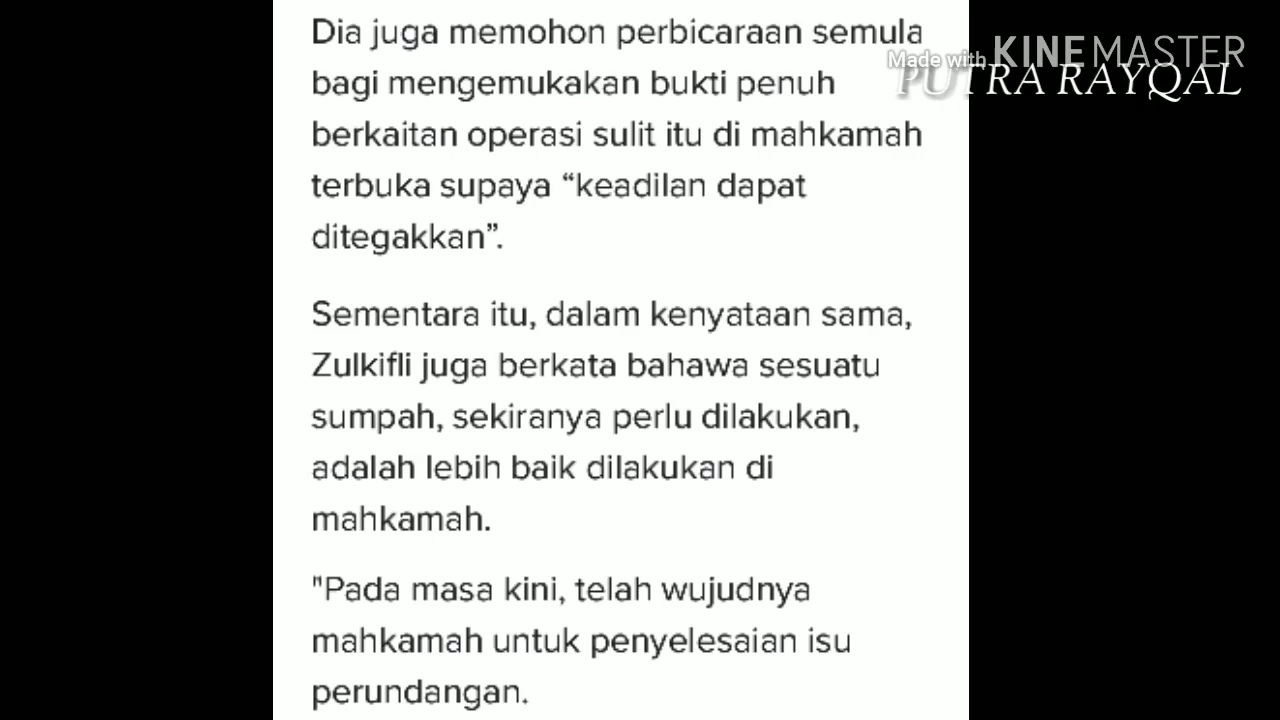 Dia juga memohon perbicaraan semula
bagi mengemukakan bukti penuh
berkaitan operasi sulit itu di mahkamah
terbuka supaya “keadilan dapat
ditegakkan”.
Sementara itu, dalam kenyataan sama,
Zulkifli juga berkata bahawa sesuatu
sumpah, sekiranya perlu dilakukan,
adalah lebih baik dilakukan di
mahkamah.
"Pada masa kini, telah wujudnya
mahkamah untuk penyelesaian isu
perundangan.
Made with KINEMASTER
PUTRA RAYQAL